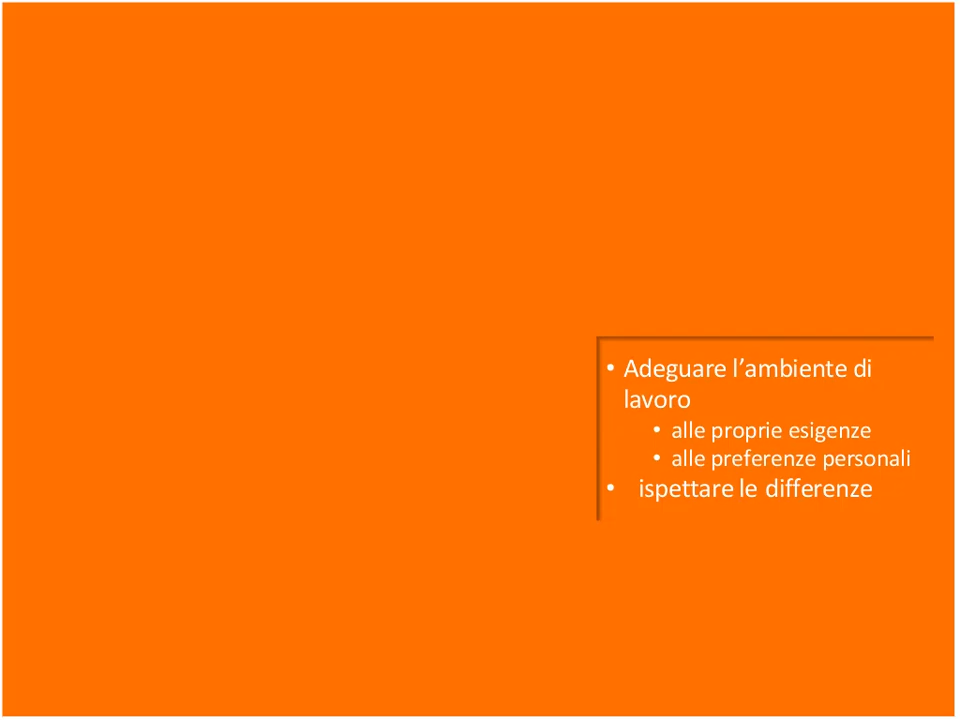 • Adeguare l’ambiente di
lavoro
• alle proprie esigenze
• alle preferenze personali
• ispettare le differenze